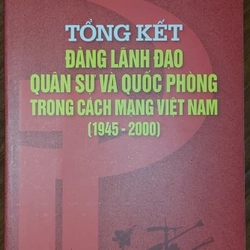 TỔNG KẾT
ĐẢNG LÃNH ĐẠO
QUÂN SỰ VÀ QUỐC PHÒNG
TRONG CÁCH MẠNG VIỆT NAM
(1945 - 2000)